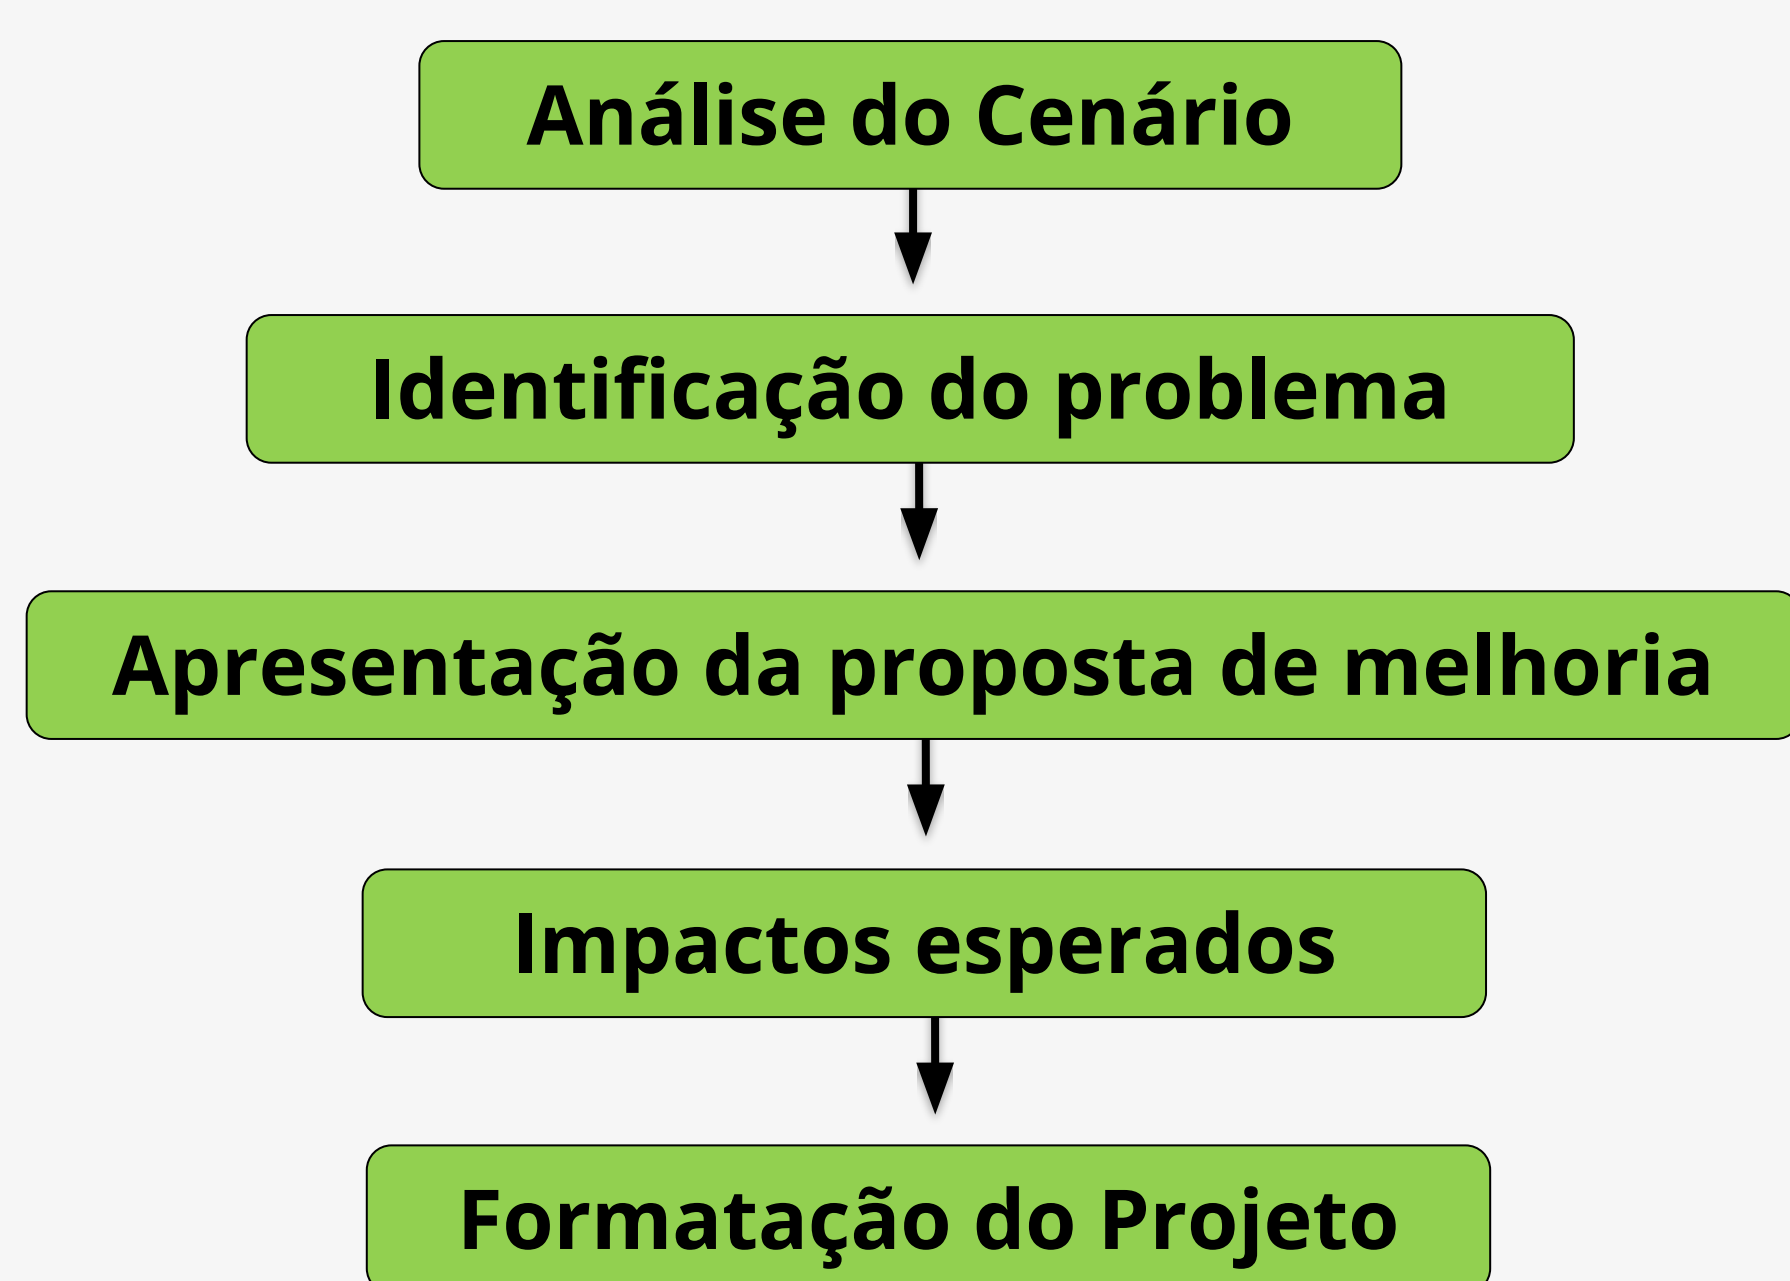 Análise do Cenário
Identificação do problema
Apresentação da proposta de melhoria
Impactos esperados
Formatação do Projeto